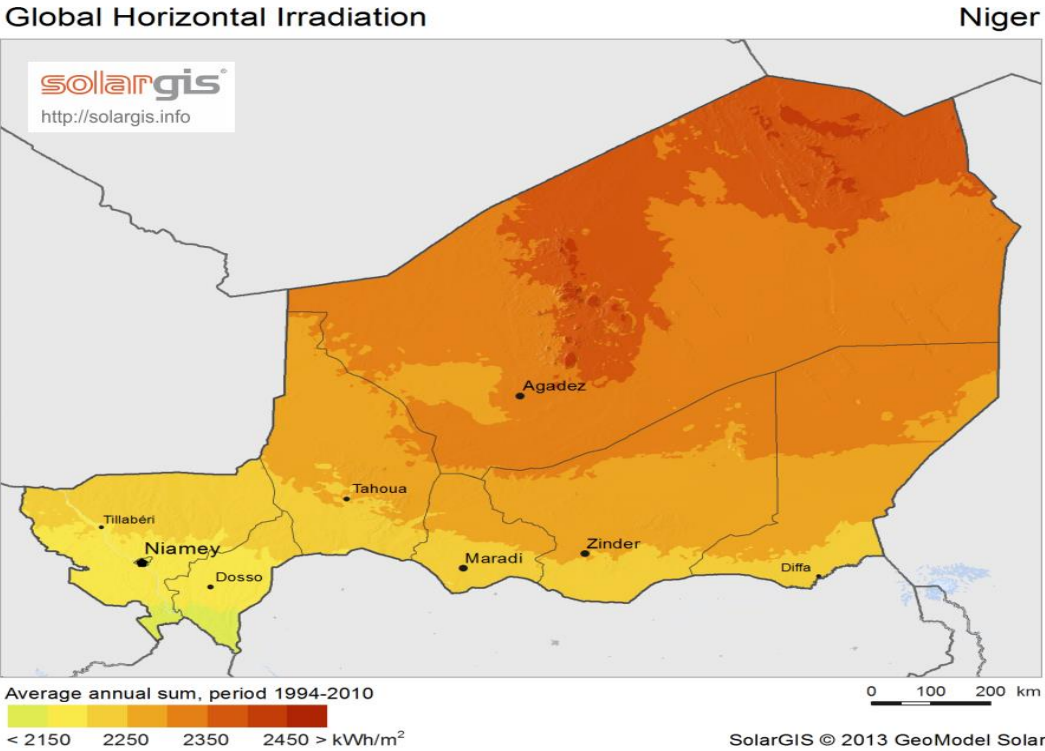 Global Horizontal Irradiation
Niger
solargis®
http://solargis.info
Agadez
Tahoua
Tillabéri
Niamey
Zinder
Maradi
Dosso
Diffa
Average annual sum, period 1994-2010
0 100 200 km
< 2150 2250 2350 2450 > kWh/m²
SolarGIS © 2013 GeoModel Solar